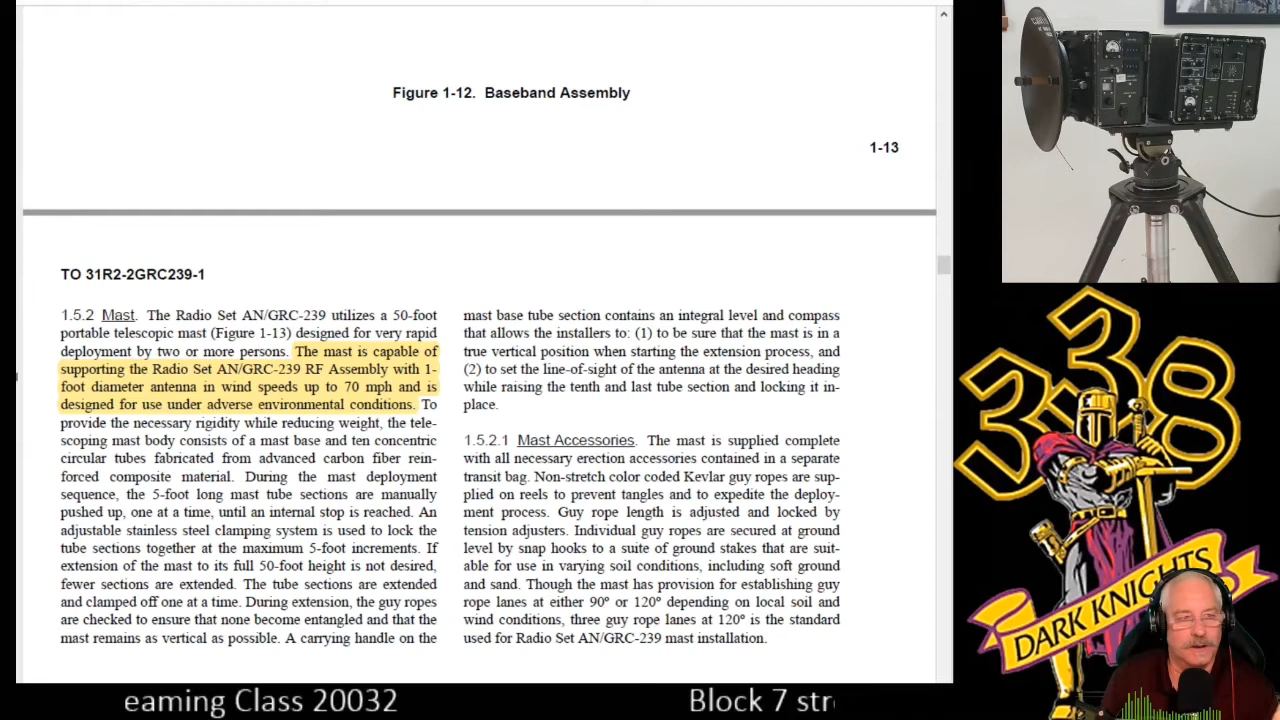 Figure 1-12. Baseband Assembly
1-13
TO 31R2-2GRC239-1
1.5.2 Mast. The Radio Set AN/GRC-239 utilizes a 50-foot
portable telescopic mast (Figure 1-13) designed for very rapid
deployment by two or more persons. The mast is capable of
supporting the Radio Set AN/GRC-239 RF Assembly with 1-
foot diameter antenna in wind speeds up to 70 mph and is
designed for use under adverse environmental conditions. To
provide the necessary rigidity while reducing weight, the tele-
scoping mast body consists of a mast base and ten concentric
circular tubes fabricated from advanced carbon fiber rein-
forced composite material. During the mast deployment
sequence, the 5-foot long mast tube sections are manually
pushed up, one at a time, until an internal stop is reached. An
adjustable stainless steel clamping system is used to lock the
tube sections together at the maximum 5-foot increments. If
extension of the mast to its full 50-foot height is not desired,
fewer sections are extended. The tube sections are extended
and clamped off one at a time. During extension, the guy ropes
are checked to ensure that none become entangled and that the
mast remains as vertical as possible. A carrying handle on the
mast base tube section contains an integral level and compass
that allows the installers to: (1) to be sure that the mast is in a
true vertical position when starting the extension process, and
(2) to set the line-of-sight of the antenna at the desired heading
while raising the tenth and last tube section and locking it in-
place.
1.5.2.1 Mast Accessories. The mast is supplied complete
with all necessary erection accessories contained in a separate
transit bag. Non-stretch color coded Kevlar guy ropes are sup-
plied on reels to prevent tangles and to expedite the deploy-
ment process. Guy rope length is adjusted and locked by
tension adjusters. Individual guy ropes are secured at ground
level by snap hooks to a suite of ground stakes that are suit-
able for use in varying soil conditions, including soft ground
and sand. Though the mast has provision for establishing guy
rope lanes at either 90º or 120º depending on local soil and
wind conditions, three guy rope lanes at 120º is the standard
used for Radio Set AN/GRC-239 mast installation.
338
DARK KNIGHTS
eaming Class 20032
Block 7 str